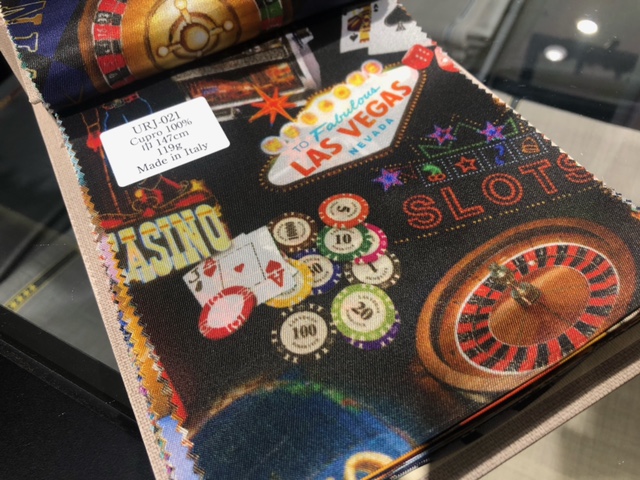 URJ-021
Cupro 100%
巾 147cm
119g
Made in Italy
Fabulous
TO
LAS VEGAS
NEVADA
SLOTS
CASINO
5
10
20
100